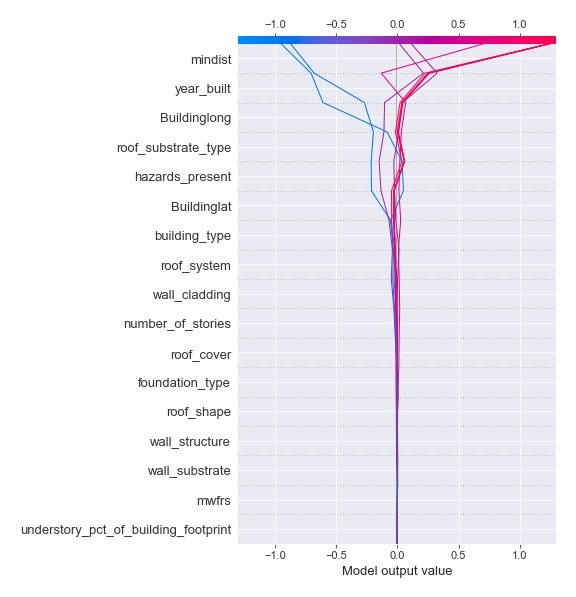 −1.0 −0.5 0.0 0.5 1.0
mindist
year_built
Buildinglong
roof_substrate_type
hazards_present
Buildinglat
building_type
roof_system
wall_cladding
number_of_stories
roof_cover
foundation_type
roof_shape
wall_structure
wall_substrate
mwfrs
understory_pct_of_building_footprint
−1.0 −0.5 0.0 0.5 1.0
Model output value